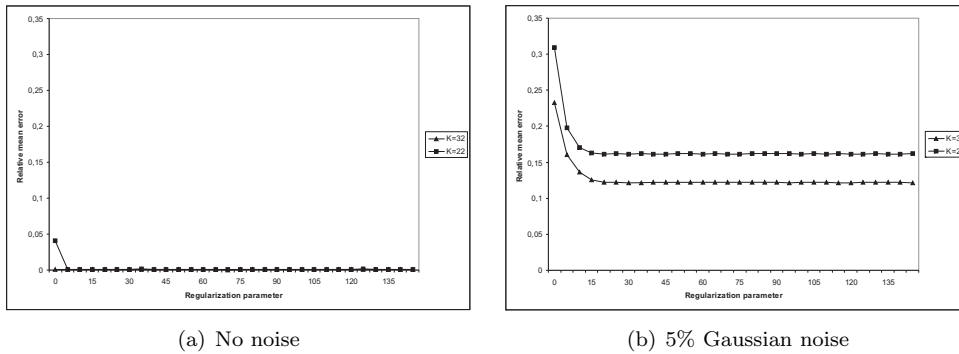 0,35
0,3
0,25
0,2
0,15
0,1
0,05
0
Relative mean error
0 15 30 45 60 75 90 105 120 135
Regularization parameter
K=32
K=22
(a) No noise
0,35
0,3
0,25
0,2
0,15
0,1
0,05
0
Relative mean error
0 15 30 45 60 75 90 105 120 135
Regularization parameter
K=3
K=2
(b) 5% Gaussian noise